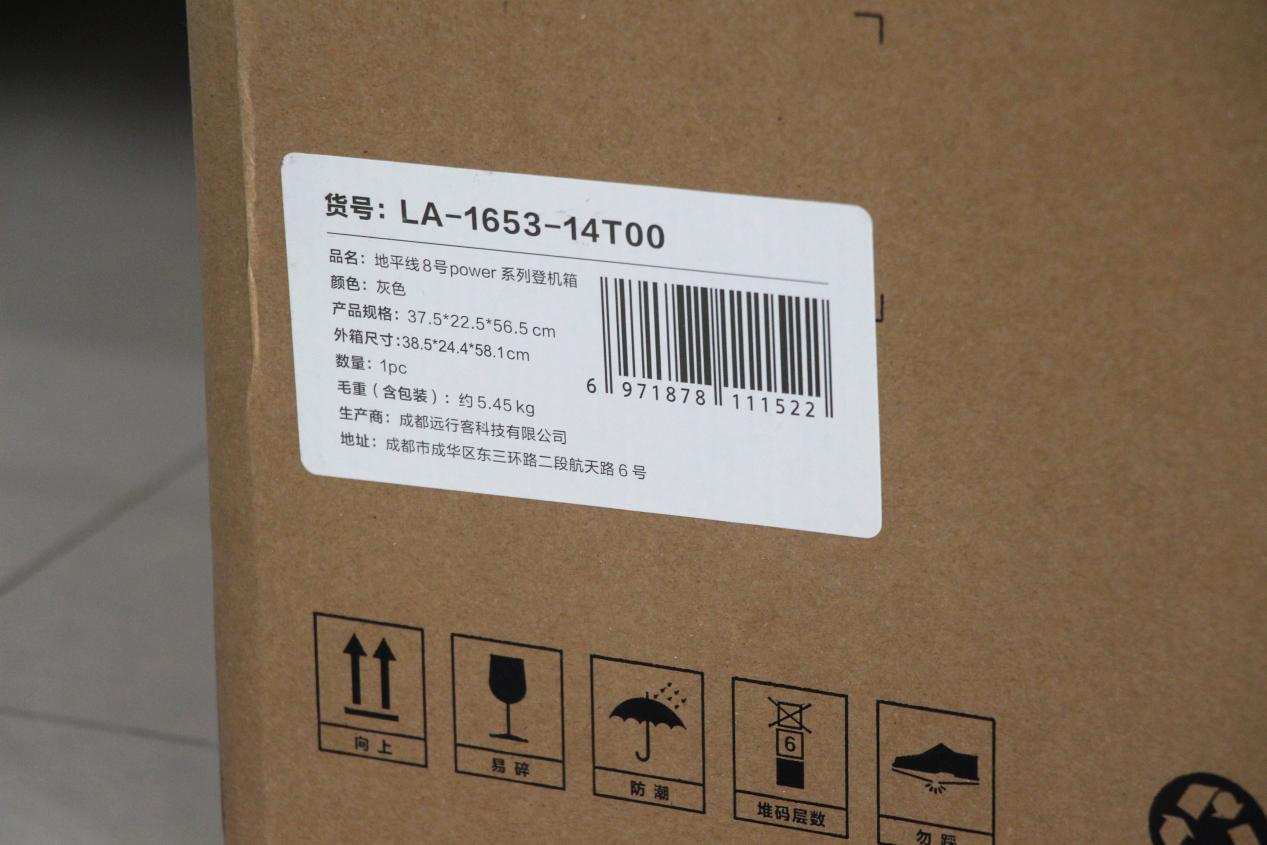 货号：LA-1653-14T00
品名：地平线8号power系列登机箱
颜色：灰色
产品规格：37.5*22.5*56.5cm
外箱尺寸:38.5*24.4*58.1cm
数量：1pc
毛重（含包装）：约5.45kg
生产商：成都远行客科技有限公司
地址：成都市成华区东三环路二段航天路6号
6 971878 111522
6
向上
易碎
防潮
堆码层数
勿踩